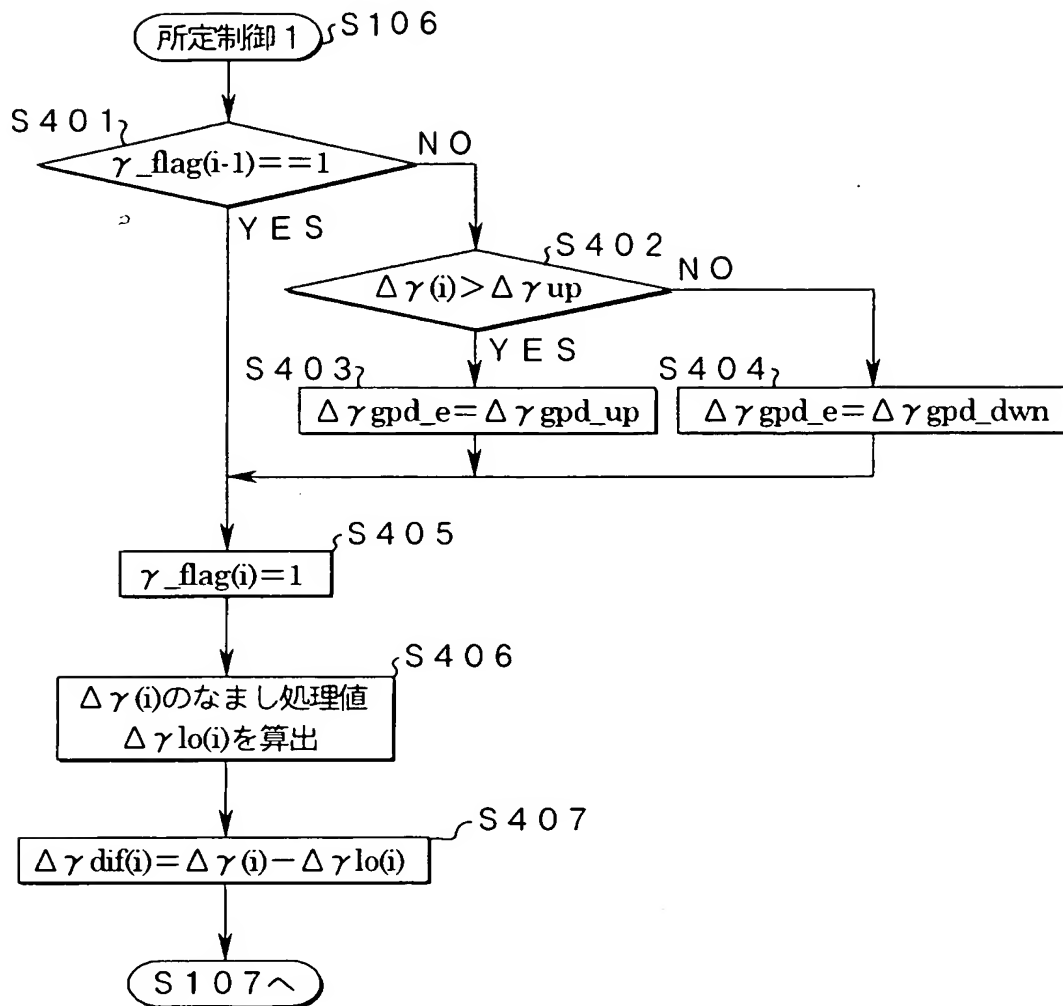 所定制御1
S106
S401
γ_flag(i-1)==1
NO
YES
S402
Δγ(i)>Δγup
NO
YES
S403
Δγgpd_e=Δγgpd_up
S404
Δγgpd_e=Δγgpd_dwn
S405
γ_flag(i)=1
S406
Δγ(i)のなまし処理値
Δγlo(i)を算出
S407
Δγdif(i)=Δγ(i)-Δγlo(i)
S107へ